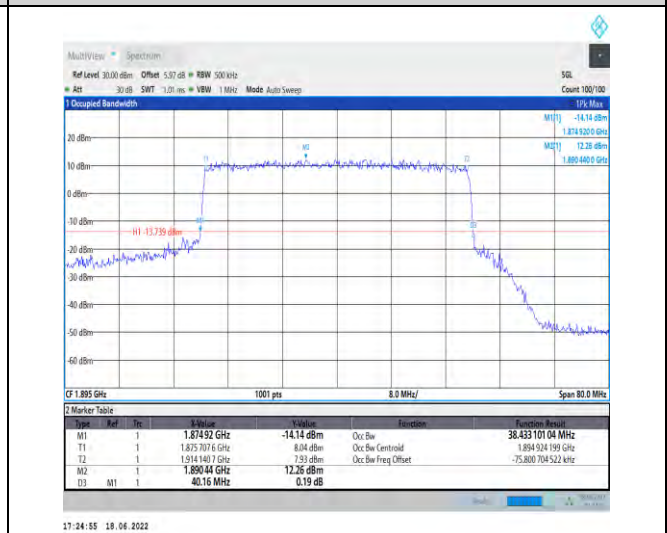 MultiView Spectrum
Ref Level 30.00 dBm Offset 5.97 dB RBW 500 kHz SGL
Att 30 dB SWT 1.01 ms VBW 1 MHz Mode Auto Sweep Count 100/100
1 Occupied Bandwidth 1Pk Max
M1[1] -14.14 dBm
1.874 920 0 GHz
M2[1] 12.26 dBm
1.890 440 0 GHz
20 dBm
T1 M2 T2
10 dBm
0 dBm
-10 dBm
H1 -13.739 dBm
-20 dBm
-30 dBm
-40 dBm
-50 dBm
-60 dBm
CF 1.895 GHz 1001 pts 8.0 MHz/ Span 80.0 MHz
2 Marker Table
Type Ref Trc X-Value Y-Value Function Function Result
M1 1 1.874 92 GHz -14.14 dBm Occ Bw 38.433 101 04 MHz
T1 1 1.875 707 6 GHz 8.04 dBm Occ Bw Centroid 1.894 924 199 GHz
T2 1 1.914 140 7 GHz 7.93 dBm Occ Bw Freq Offset -75.800 704 522 kHz
M2 1 1.890 44 GHz 12.26 dBm
D3 M1 1 40.16 MHz 0.19 dB
17:24:55 18.06.2022